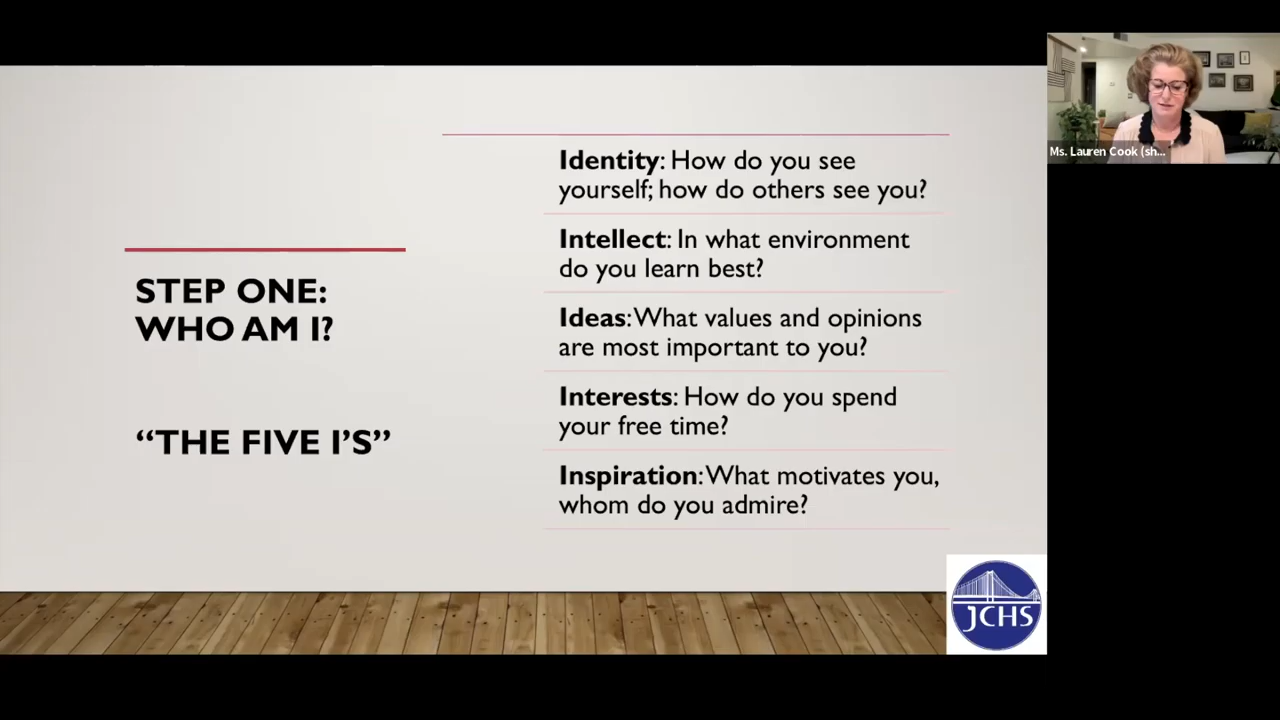 STEP ONE:
WHO AM I?
“THE FIVE I’S”
Identity: How do you see
yourself; how do others see you?
Intellect: In what environment
do you learn best?
Ideas: What values and opinions
are most important to you?
Interests: How do you spend
your free time?
Inspiration: What motivates you,
whom do you admire?
JCHS
Ms. Lauren Cook (sh...